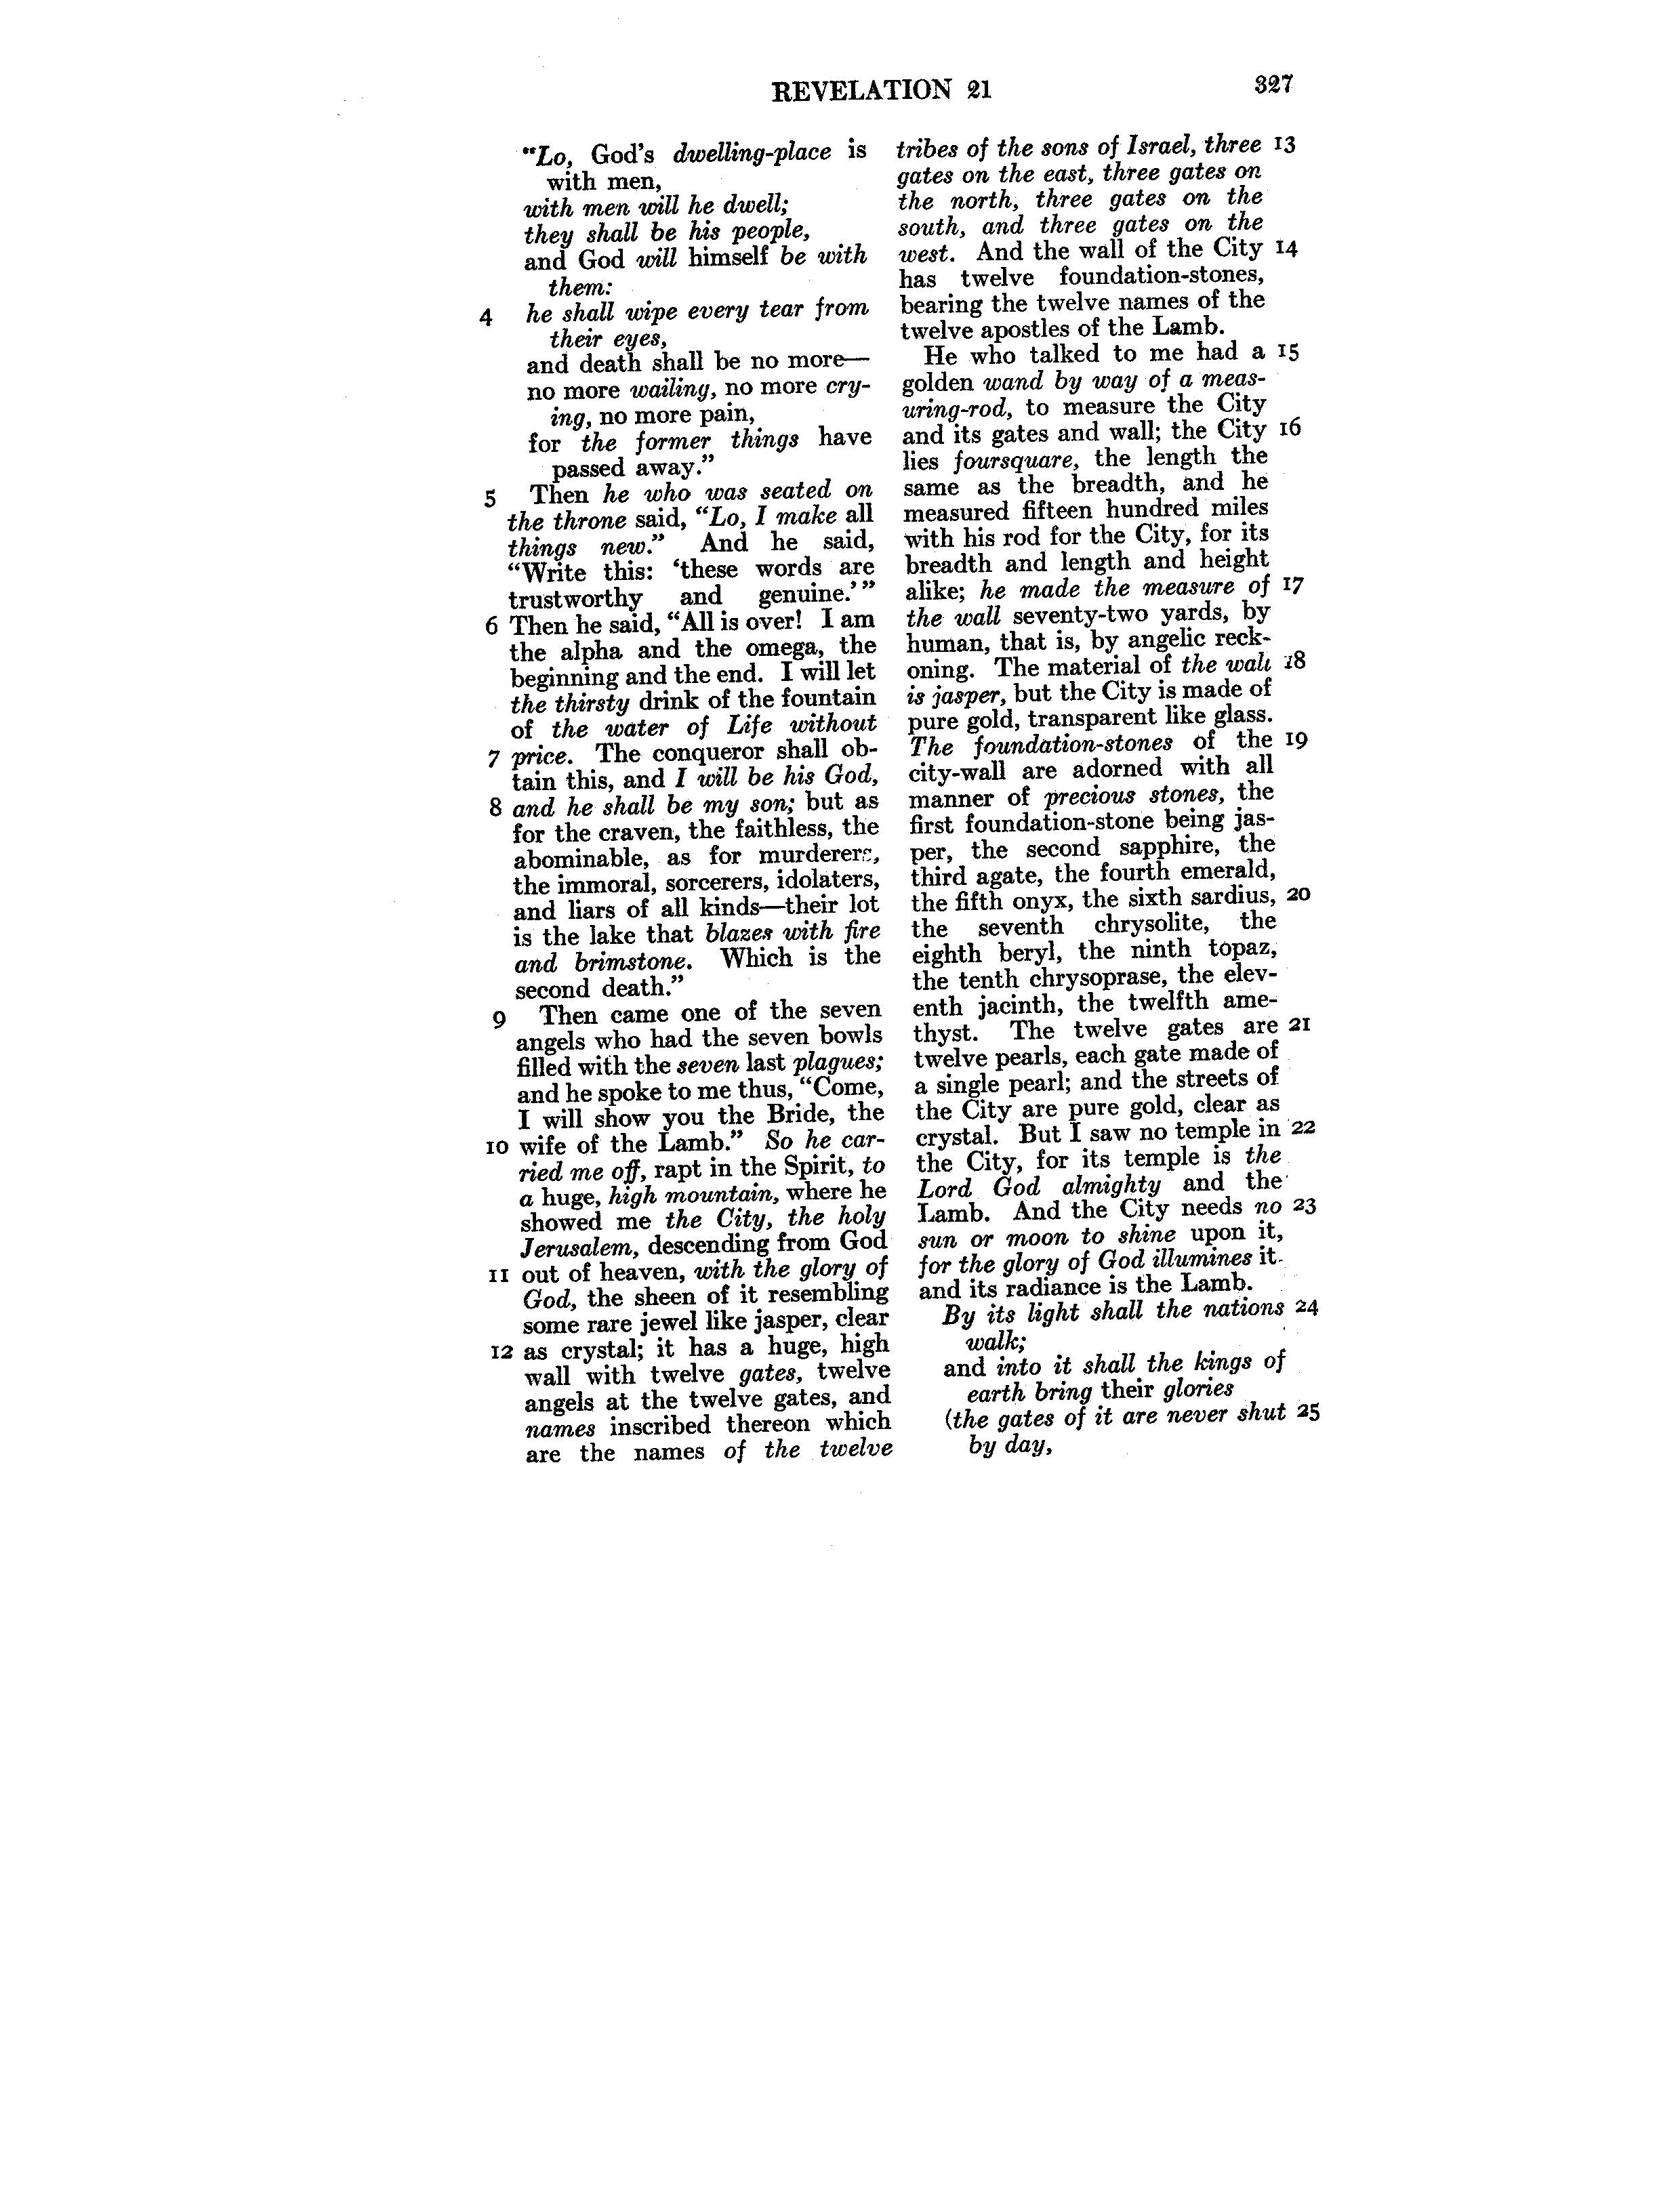 REVELATION 21 327
"Lo, God's dwelling-place is
with men,
with men will he dwell;
they shall be his people,
and God will himself be with
them:
4 he shall wipe every tear from
their eyes,
and death shall be no more—
no more wailing, no more cry-
ing, no more pain,
for the former things have
passed away."
5 Then he who was seated on
the throne said, "Lo, I make all
things new." And he said,
"Write this: 'these words are
trustworthy and genuine.'"
6 Then he said, "All is over! I am
the alpha and the omega, the
beginning and the end. I will let
the thirsty drink of the fountain
of the water of Life without
7 price. The conqueror shall ob-
tain this, and I will be his God,
8 and he shall be my son; but as
for the craven, the faithless, the
abominable, as for murderers,
the immoral, sorcerers, idolaters,
and liars of all kinds—their lot
is the lake that blazes with fire
and brimstone. Which is the
second death."
9 Then came one of the seven
angels who had the seven bowls
filled with the seven last plagues;
and he spoke to me thus, "Come,
I will show you the Bride, the
10 wife of the Lamb." So he car-
ried me off, rapt in the Spirit, to
a huge, high mountain, where he
showed me the City, the holy
Jerusalem, descending from God
11 out of heaven, with the glory of
God, the sheen of it resembling
some rare jewel like jasper, clear
12 as crystal; it has a huge, high
wall with twelve gates, twelve
angels at the twelve gates, and
names inscribed thereon which
are the names of the twelve
tribes of the sons of Israel, three 13
gates on the east, three gates on
the north, three gates on the
south, and three gates on the
west. And the wall of the City 14
has twelve foundation-stones,
bearing the twelve names of the
twelve apostles of the Lamb.
He who talked to me had a 15
golden wand by way of a meas-
uring-rod, to measure the City
and its gates and wall; the City 16
lies foursquare, the length the
same as the breadth, and he
measured fifteen hundred miles
with his rod for the City, for its
breadth and length and height
alike; he made the measure of 17
the wall seventy-two yards, by
human, that is, by angelic reck-
oning. The material of the wall 18
is jasper, but the City is made of
pure gold, transparent like glass.
The foundation-stones of the 19
city-wall are adorned with all
manner of precious stones, the
first foundation-stone being jas-
per, the second sapphire, the
third agate, the fourth emerald,
the fifth onyx, the sixth sardius, 20
the seventh chrysolite, the
eighth beryl, the ninth topaz,
the tenth chrysoprase, the elev-
enth jacinth, the twelfth ame-
thyst. The twelve gates are 21
twelve pearls, each gate made of
a single pearl; and the streets of
the City are pure gold, clear as
crystal. But I saw no temple in 22
the City, for its temple is the
Lord God almighty and the
Lamb. And the City needs no 23
sun or moon to shine upon it,
for the glory of God illumines it
and its radiance is the Lamb.
By its light shall the nations 24
walk;
and into it shall the kings of
earth bring their glories
(the gates of it are never shut 25
by day,